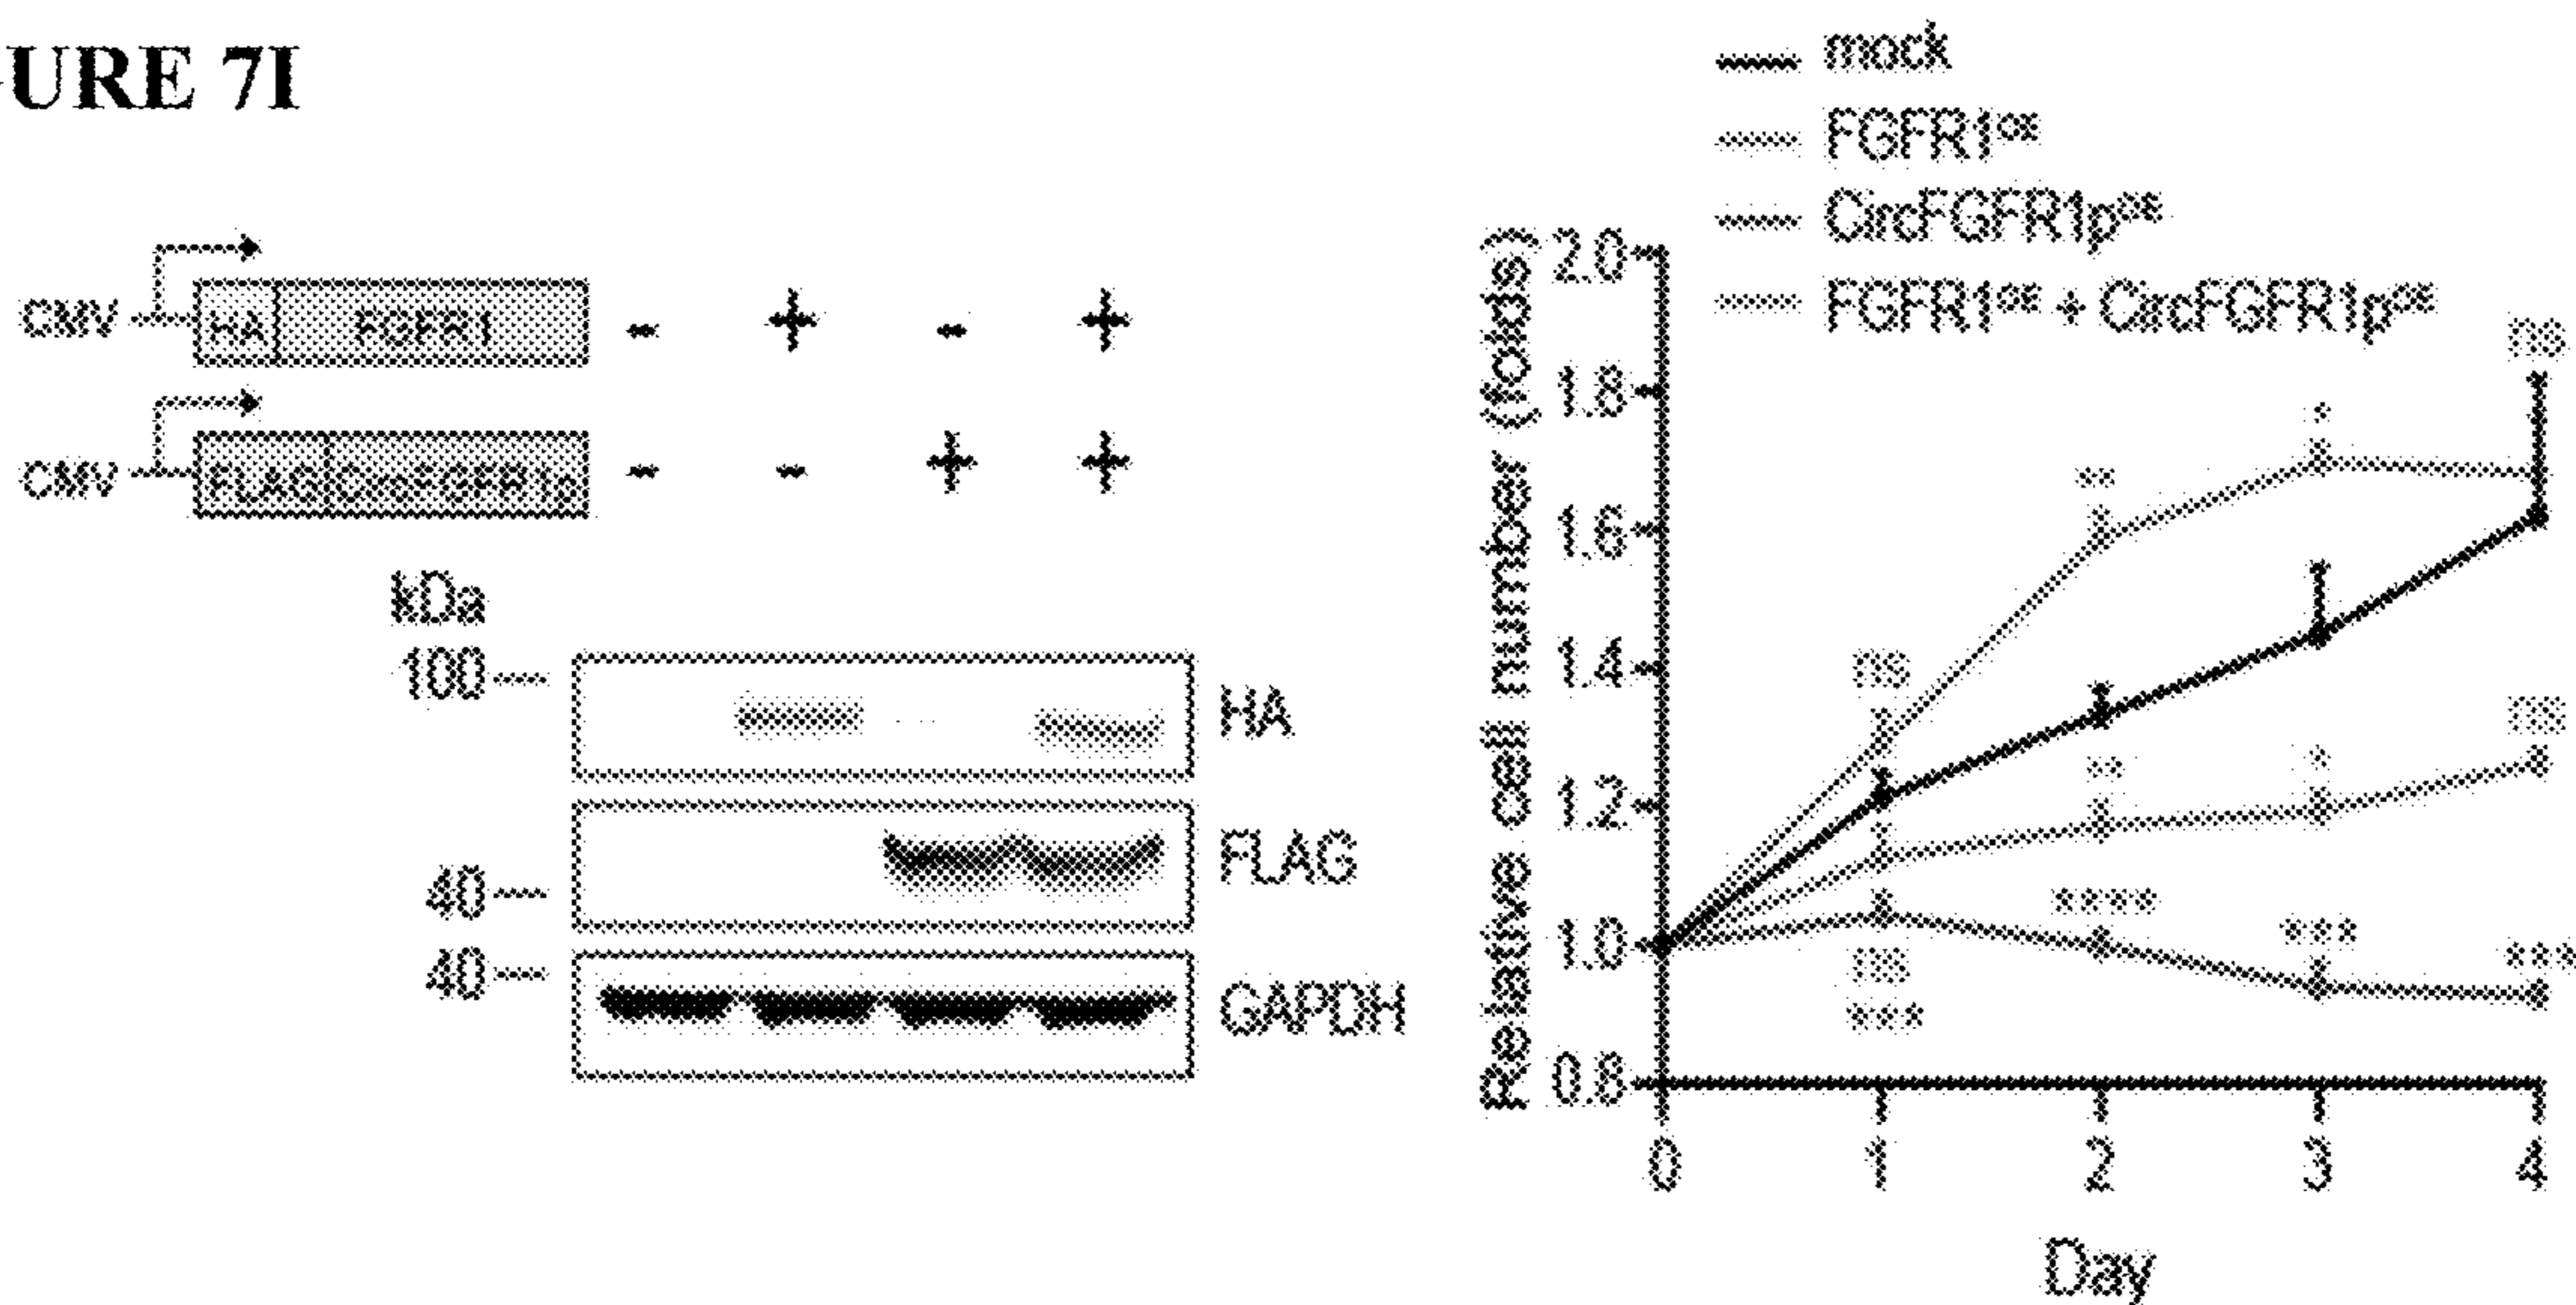 URE 7I
CMV HA FGFR1 - + - +
CMV FLAG CircFGFR1p - - + +
kDa
100
HA
40
FLAG
40
GAPDH
mock
FGFR1OE
CircFGFR1pOE
FGFR1OE + CircFGFR1pOE
Relative cell number (folds)
2.0
1.8
1.6
1.4
1.2
1.0
0.8
ns
*
**
ns
ns
**
*
****
***
***
ns
***
0 1 2 3 4
Day